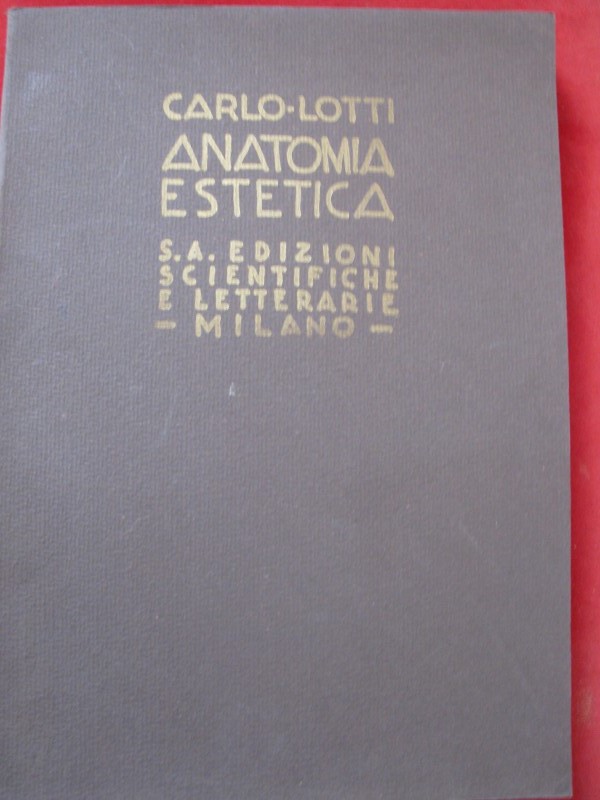 CARLO·LOTTI
ANATOMIA
ESTETICA
S.A. EDIZIONI
SCIENTIFICHE
E LETTERARIE
- MILANO -